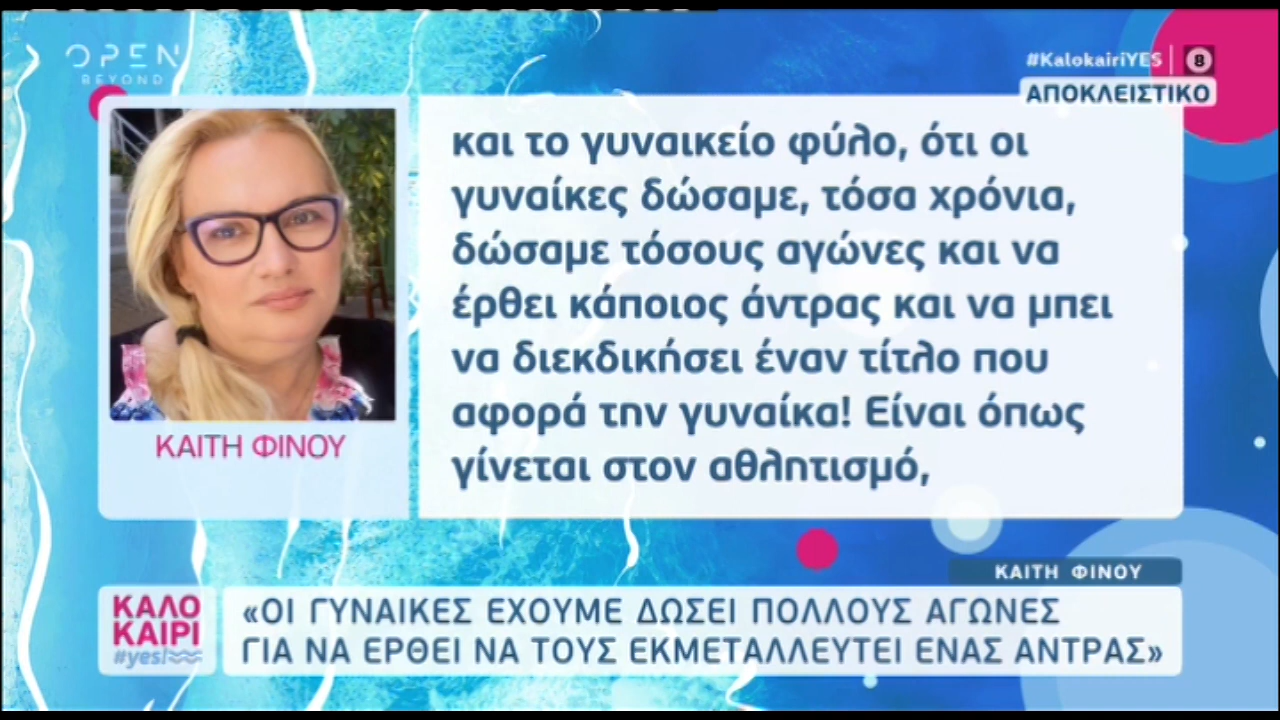 OPEN
BEYOND
#KalokairiYES
8
ΑΠΟΚΛΕΙΣΤΙΚΟ
και το γυναικείο φύλο, ότι οι
γυναίκες δώσαμε, τόσα χρόνια,
δώσαμε τόσους αγώνες και να
έρθει κάποιος άντρας και να μπει
να διεκδικήσει έναν τίτλο που
αφορά την γυναίκα! Είναι όπως
γίνεται στον αθλητισμό,
ΚΑΙΤΗ ΦΙΝΟΥ
ΚΑΙΤΗ ΦΙΝΟΥ
ΚΑΛΟ
ΚΑΙΡΙ
#yes!
«ΟΙ ΓΥΝΑΙΚΕΣ ΕΧΟΥΜΕ ΔΩΣΕΙ ΠΟΛΛΟΥΣ ΑΓΩΝΕΣ
ΓΙΑ ΝΑ ΕΡΘΕΙ ΝΑ ΤΟΥΣ ΕΚΜΕΤΑΛΛΕΥΤΕΙ ΕΝΑΣ ΑΝΤΡΑΣ»